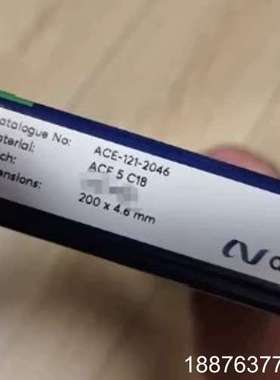 atalogue No: ACE-121-2046
aterial: ACE 5 C18
ch:
ensions: 200 x 4.6 mm
18876377